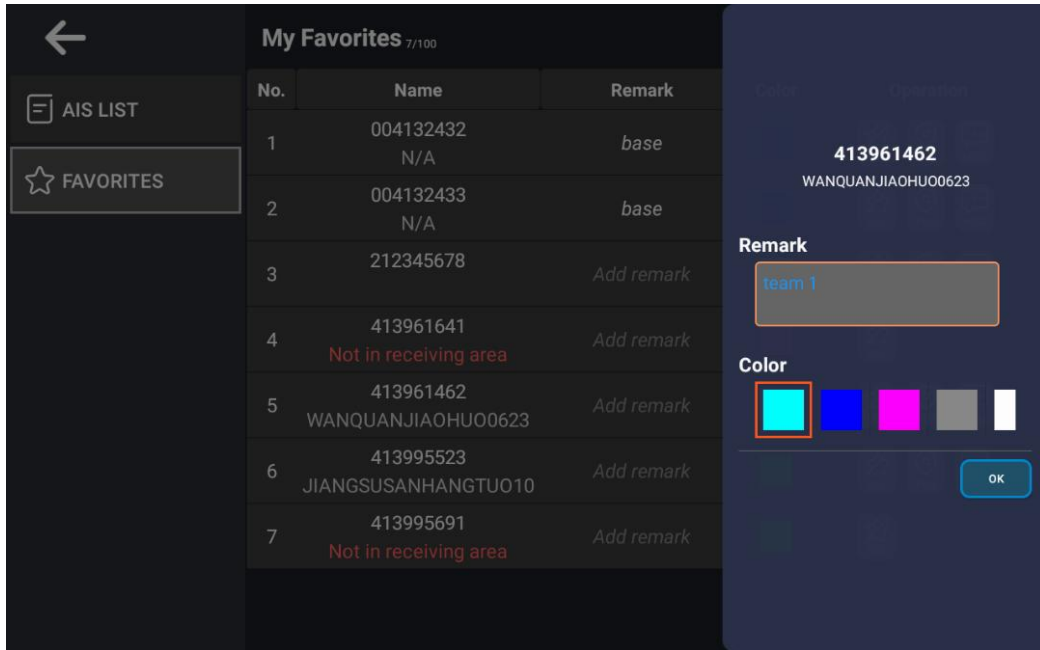 My Favorites 7/100
AIS LIST
FAVORITES
No. Name Remark Color Operation
1 004132432 base
N/A
2 004132433 base
N/A
3 212345678 Add remark
4 413961641 Add remark
Not in receiving area
5 413961462 Add remark
WANQUANJIAOHUO0623
6 413995523 Add remark
JIANGSUSANHANGTUO10
7 413995691 Add remark
Not in receiving area
413961462
WANQUANJIAOHUO0623
Remark
team 1
Color
OK